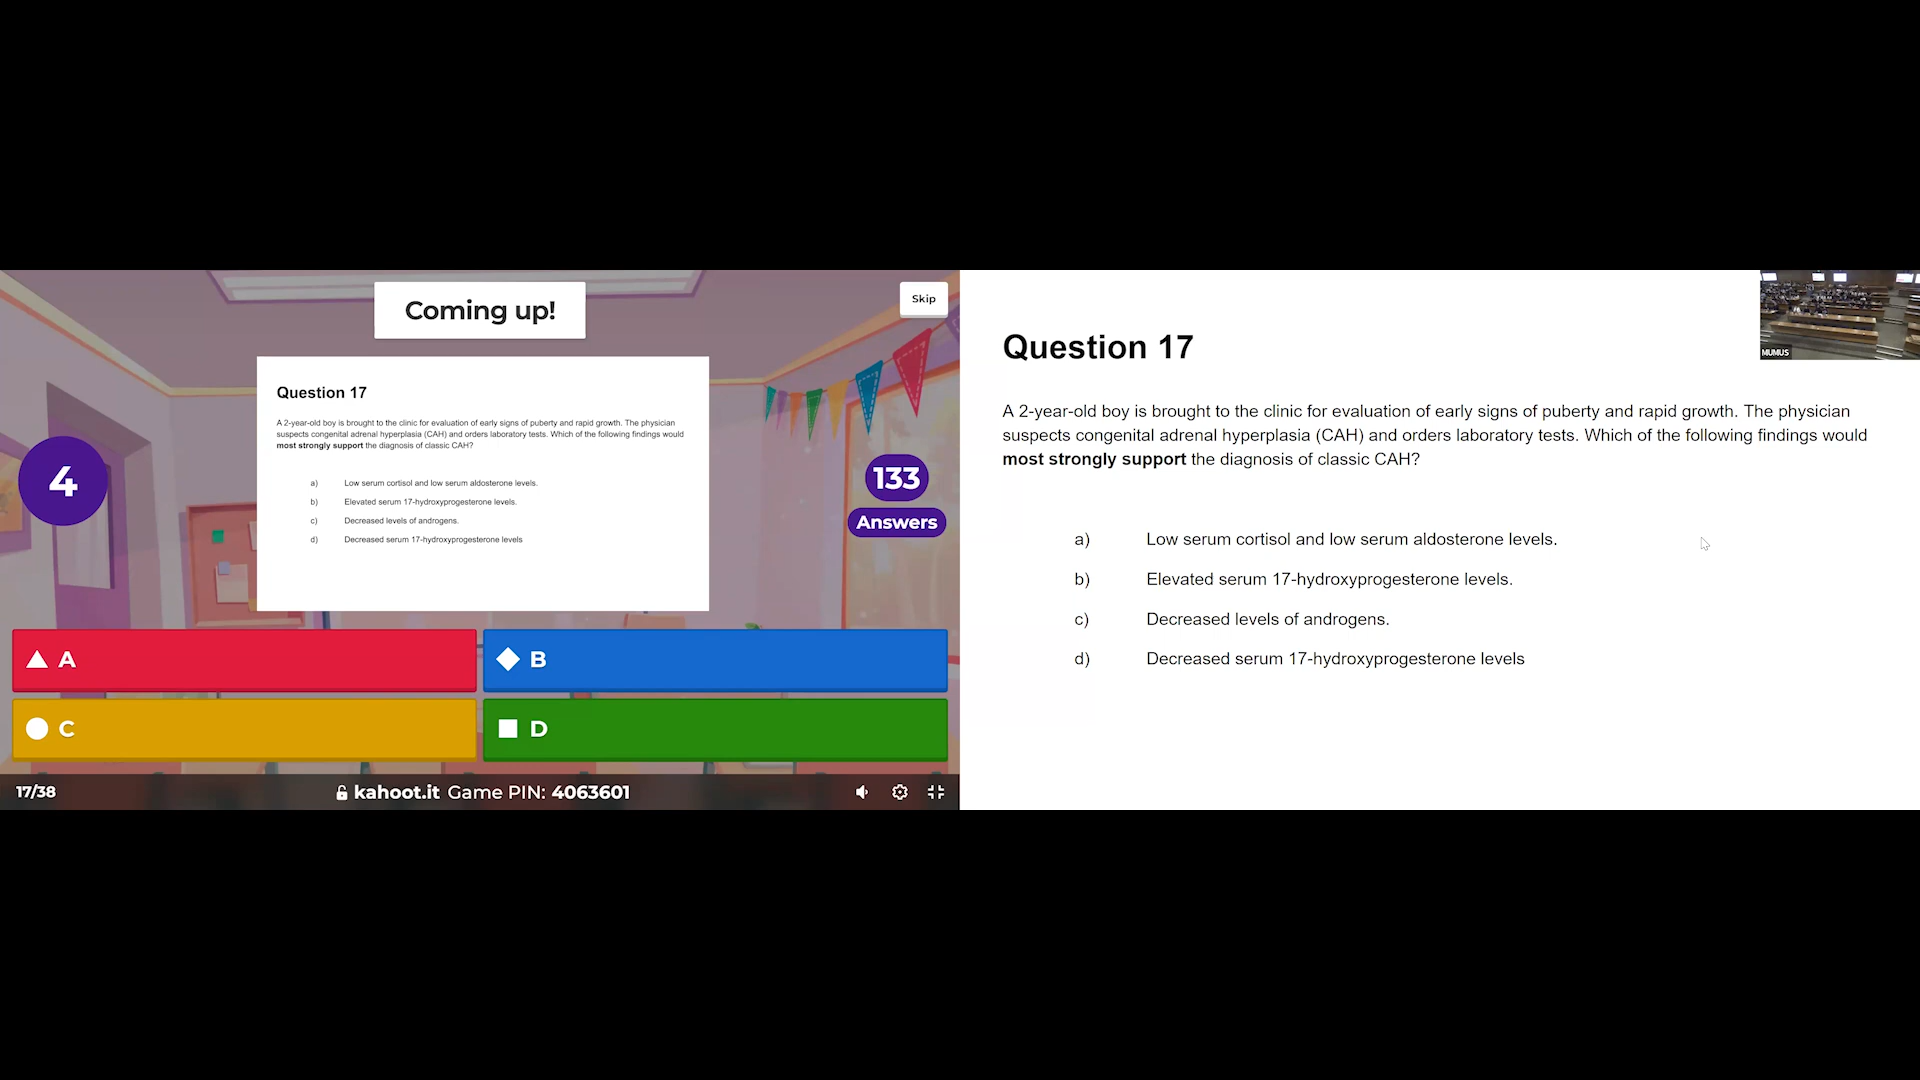 Coming up!
Skip
Question 17
A 2-year-old boy is brought to the clinic for evaluation of early signs of puberty and rapid growth. The physician
suspects congenital adrenal hyperplasia (CAH) and orders laboratory tests. Which of the following findings would
most strongly support the diagnosis of classic CAH?
a) Low serum cortisol and low serum aldosterone levels.
b) Elevated serum 17-hydroxyprogesterone levels.
c) Decreased levels of androgens.
d) Decreased serum 17-hydroxyprogesterone levels
4
133
Answers
A
B
C
D
17/38
kahoot.it Game PIN: 4063601
MUMUS
Question 17
A 2-year-old boy is brought to the clinic for evaluation of early signs of puberty and rapid growth. The physician
suspects congenital adrenal hyperplasia (CAH) and orders laboratory tests. Which of the following findings would
most strongly support the diagnosis of classic CAH?
a) Low serum cortisol and low serum aldosterone levels.
b) Elevated serum 17-hydroxyprogesterone levels.
c) Decreased levels of androgens.
d) Decreased serum 17-hydroxyprogesterone levels